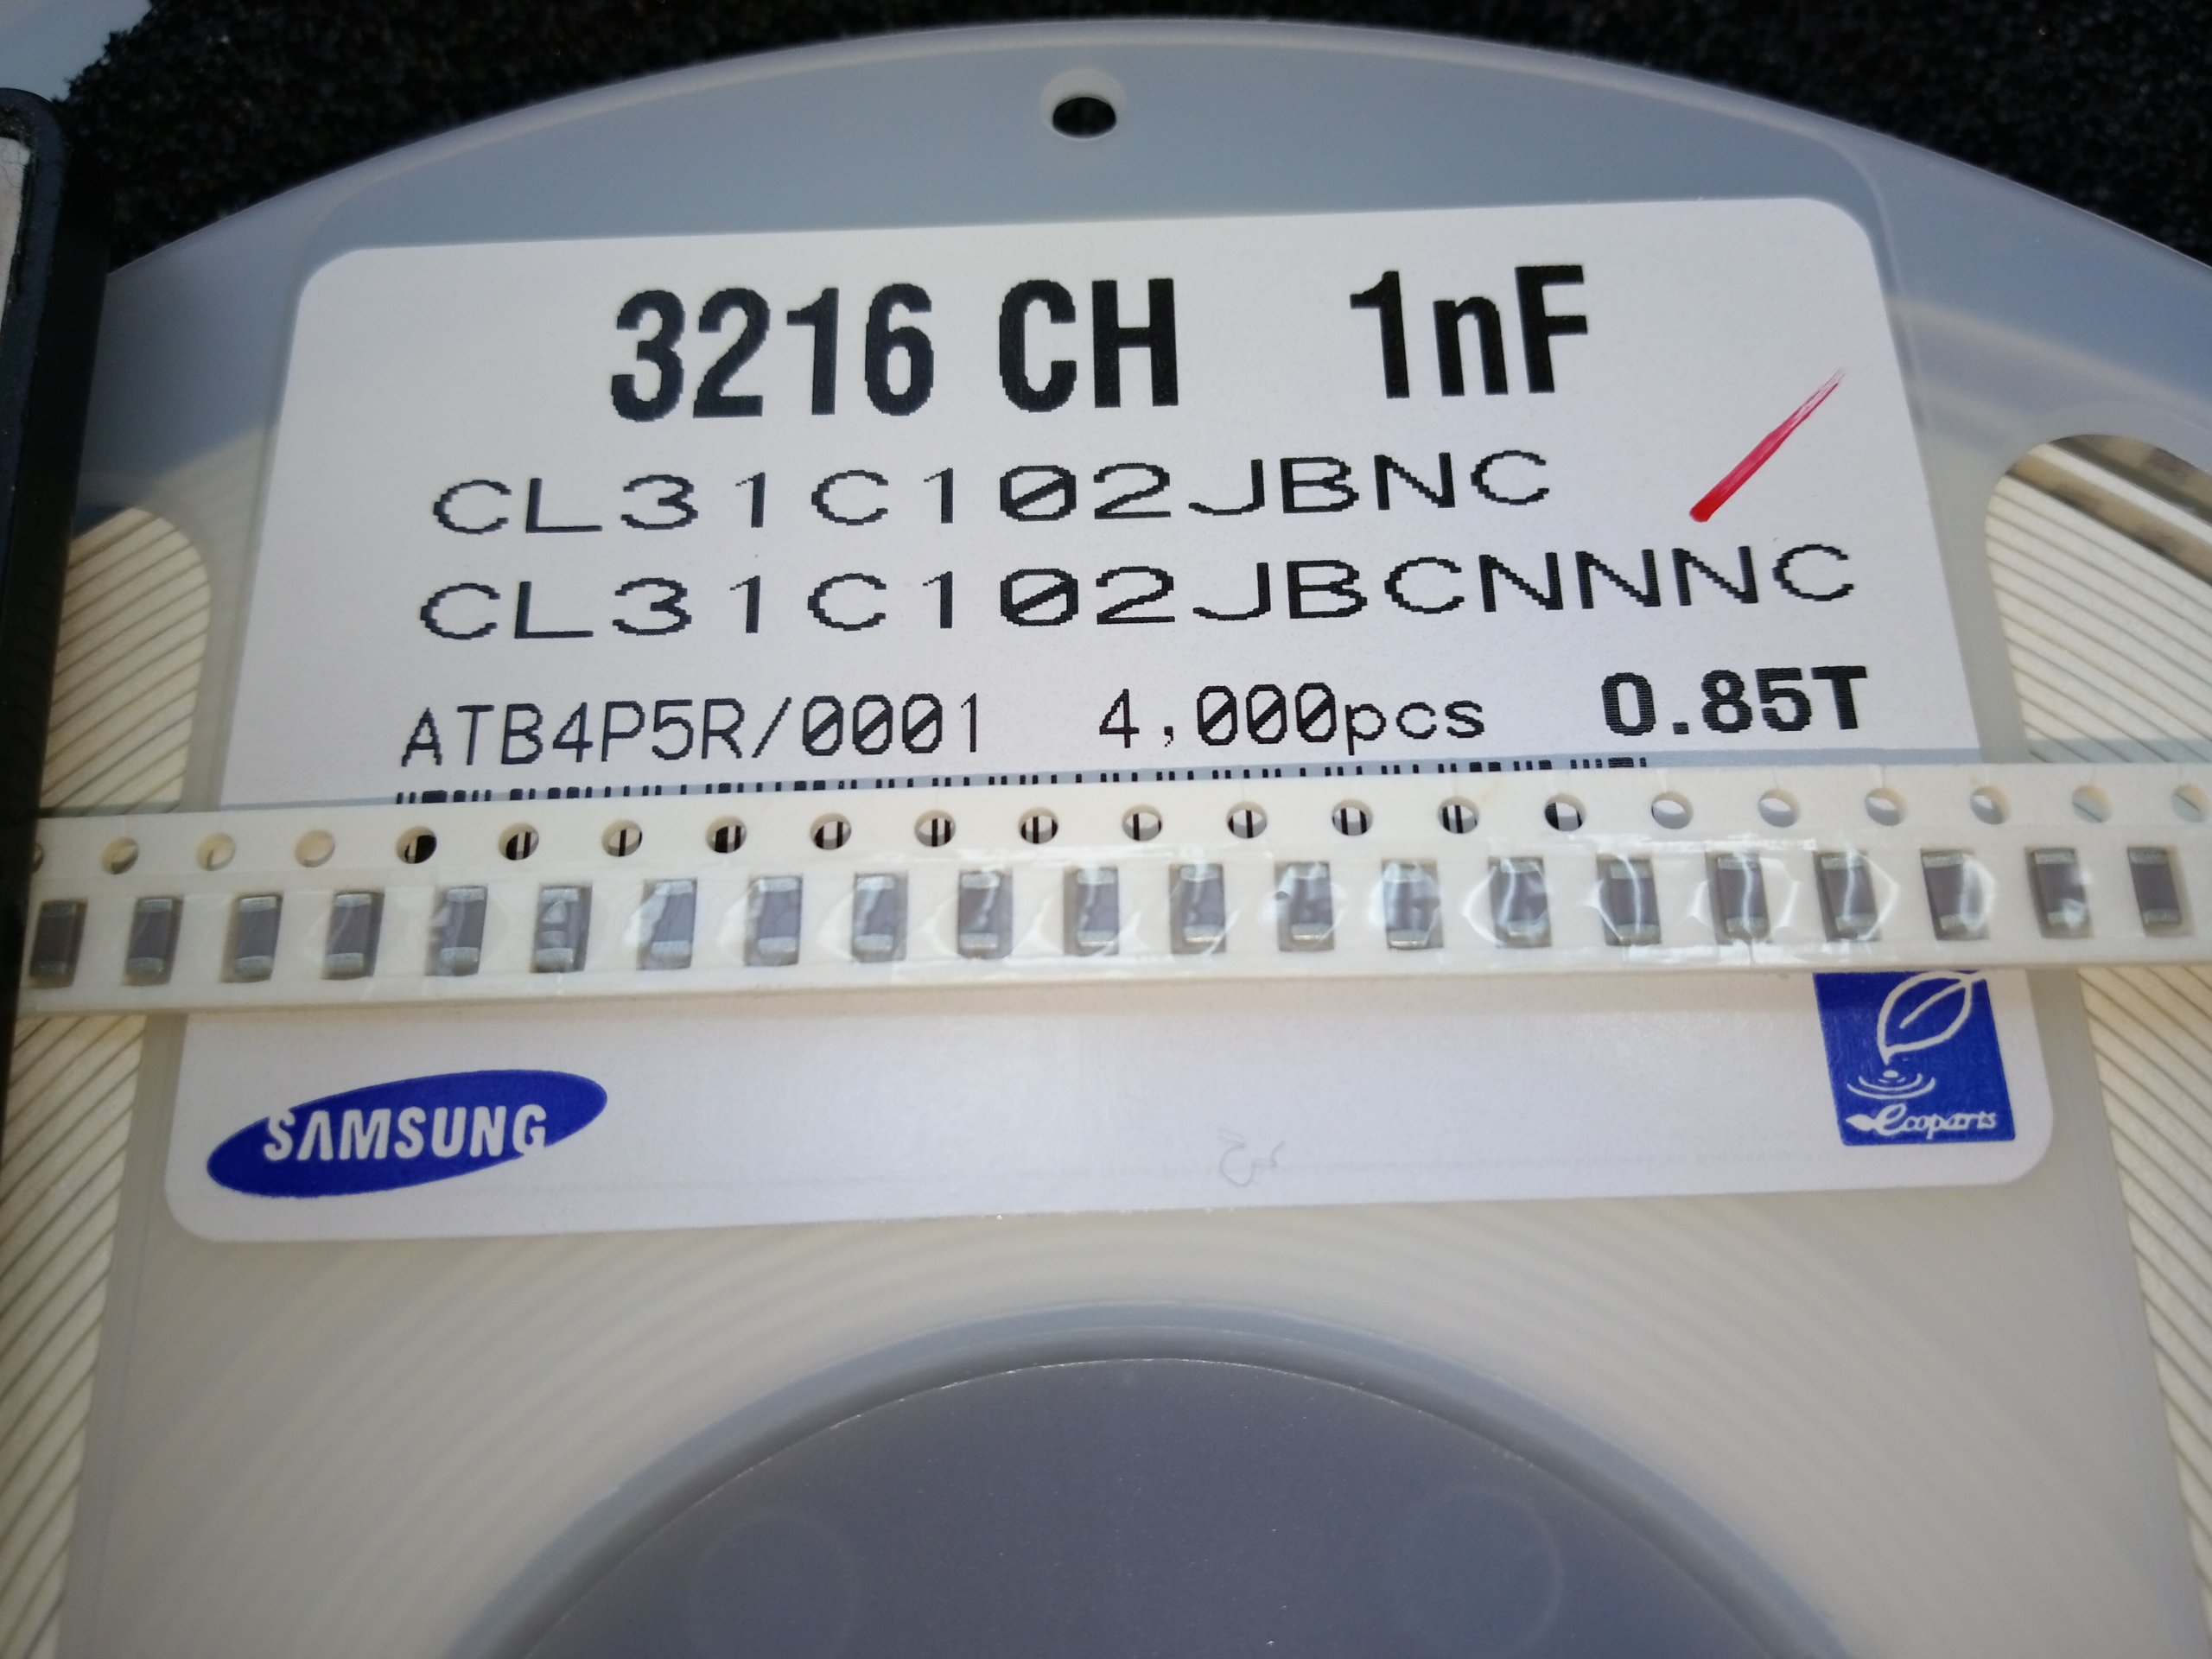 3216 CH 1nF
CL31C102JBNC
CL31C102JBCNNNC
ATB4P5R/0001 4,000pcs 0.85T
SAMSUNG
ecoparts